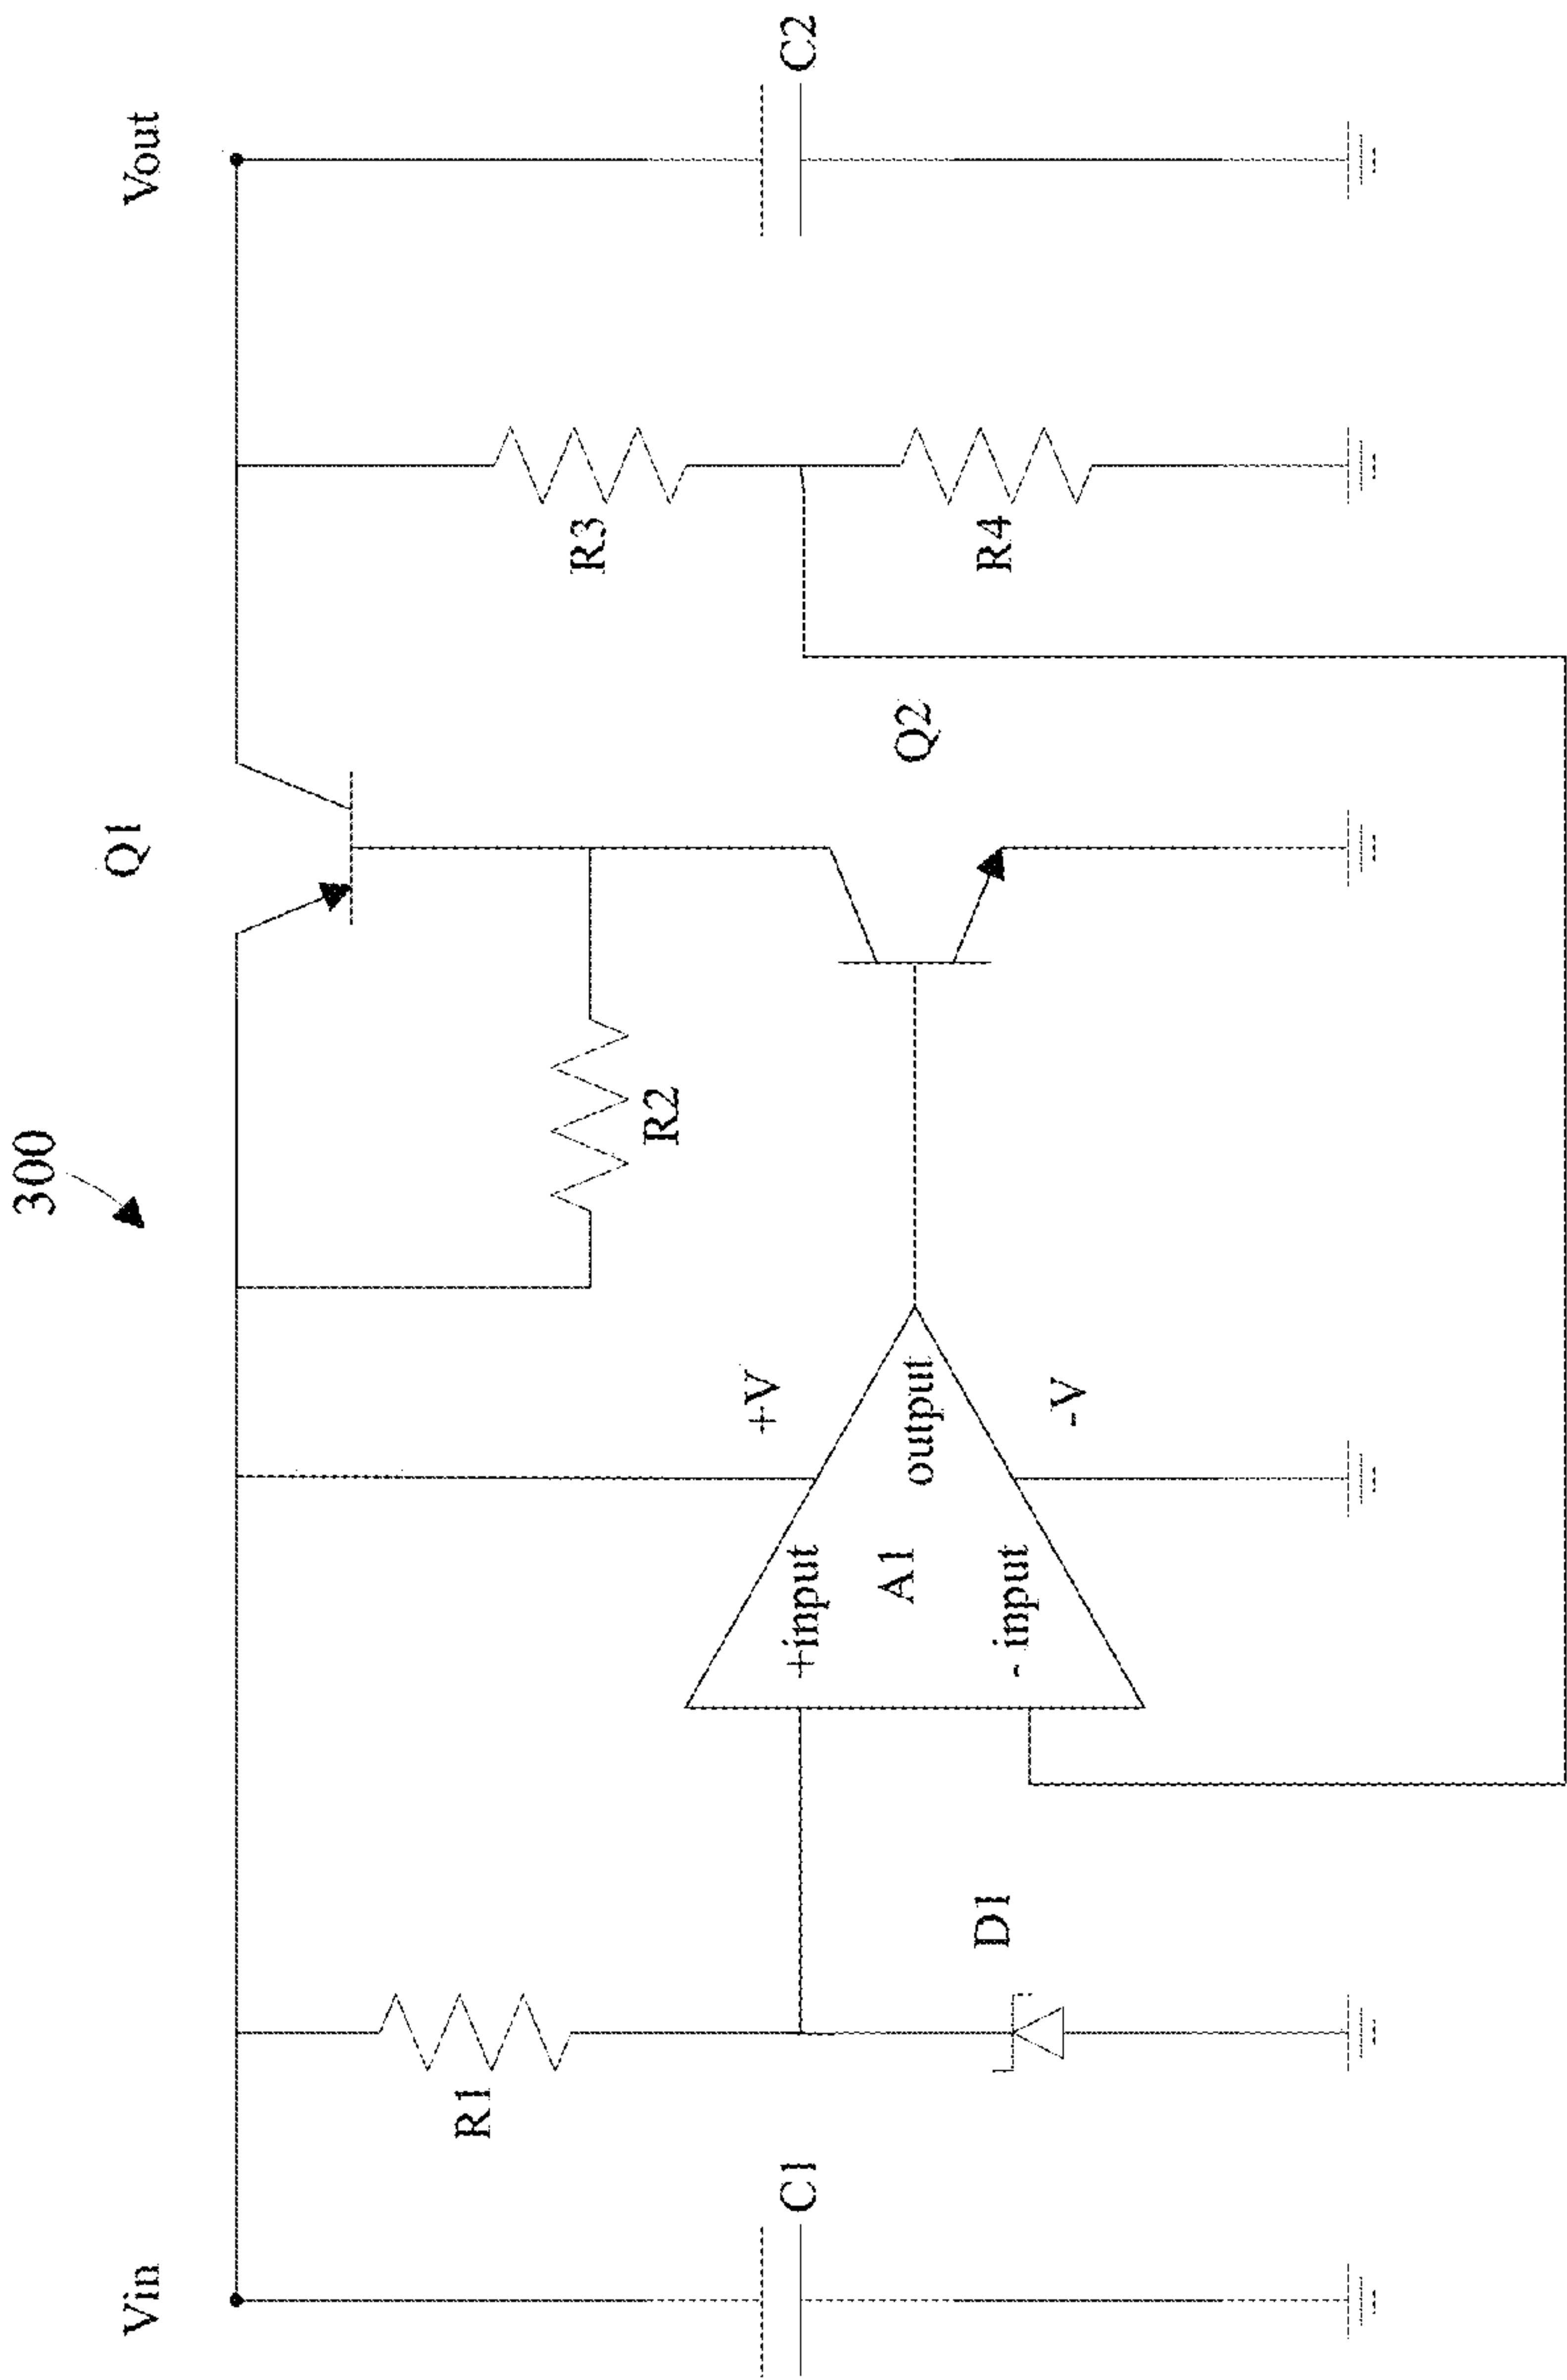 300
Vin
Q1
Vout
R1
R2
R3
C1
+V
C2
+input
A1
output
- input
Q2
D1
-V
R4